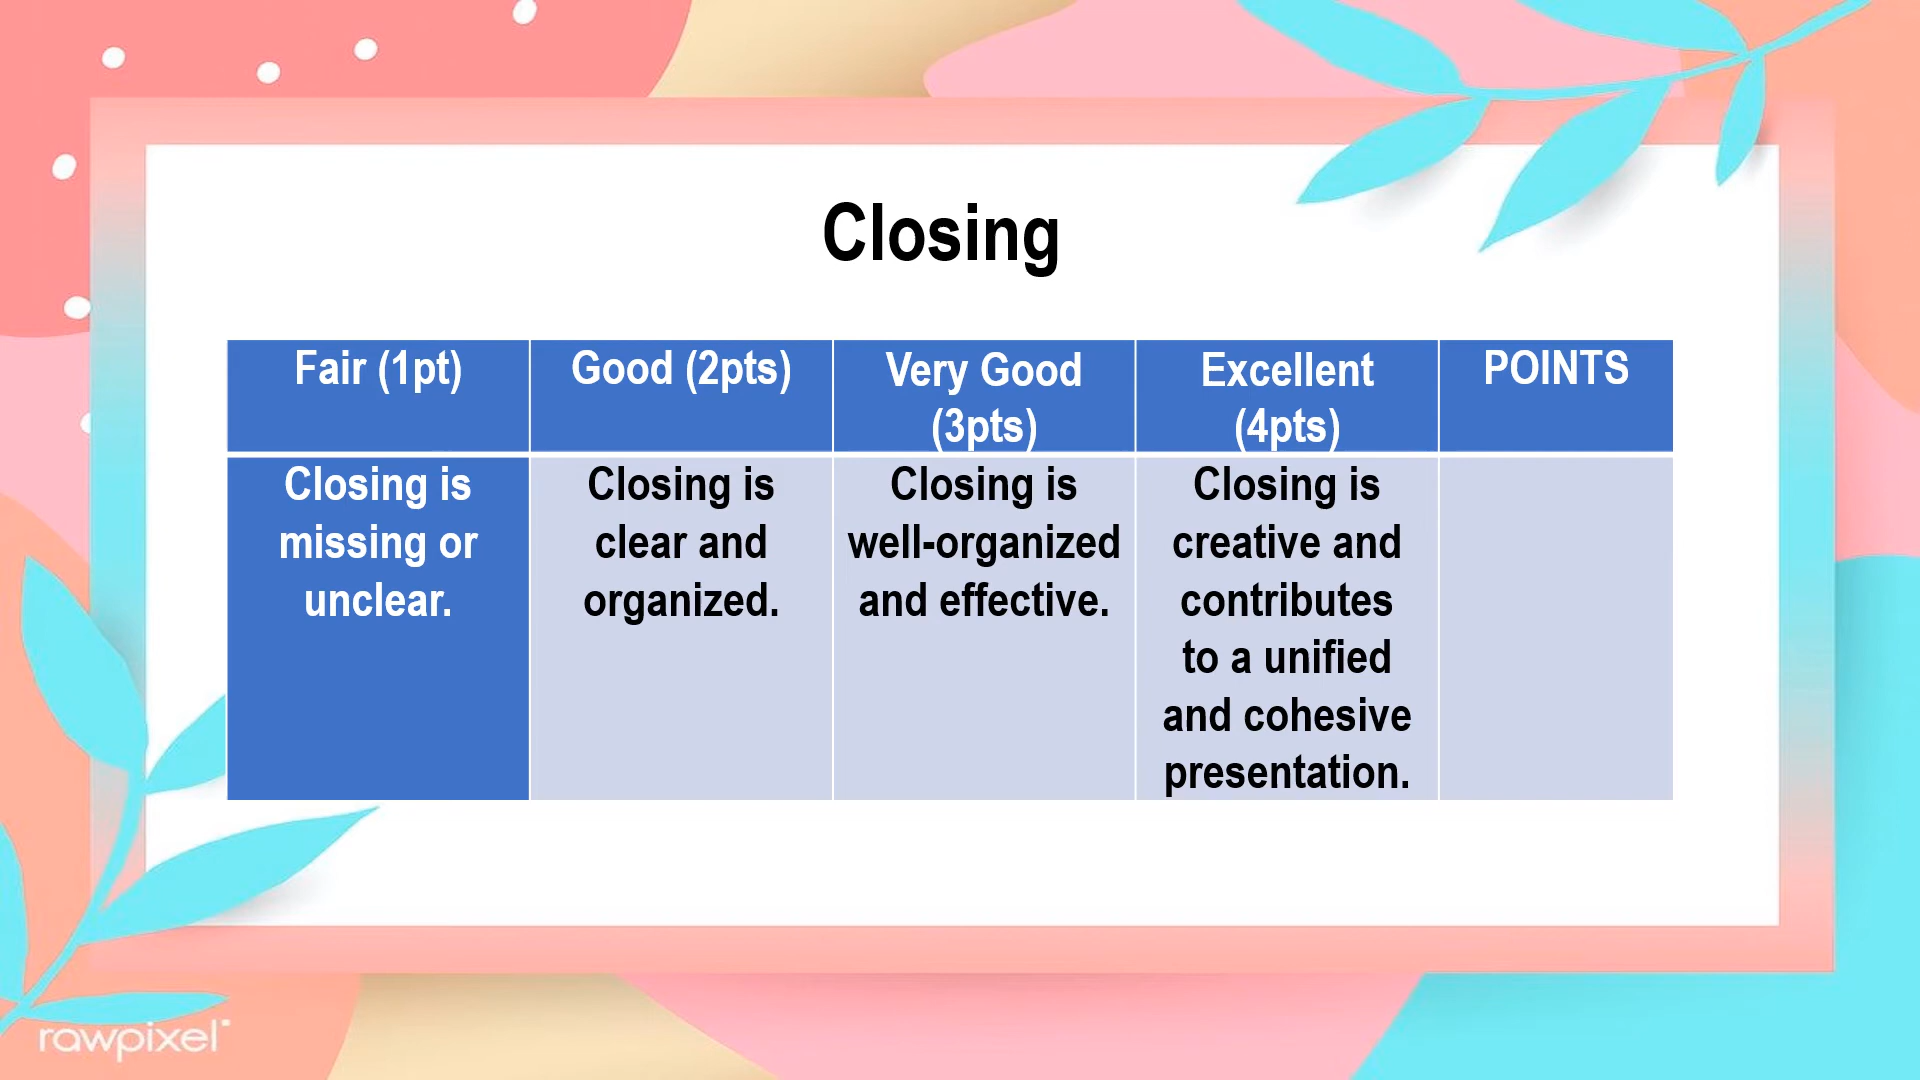 Closing
Fair (1pt)
Good (2pts)
Very Good
(3pts)
Excellent
(4pts)
POINTS
Closing is
missing or
unclear.
Closing is
clear and
organized.
Closing is
well-organized
and effective.
Closing is
creative and
contributes
to a unified
and cohesive
presentation.
rawpixel